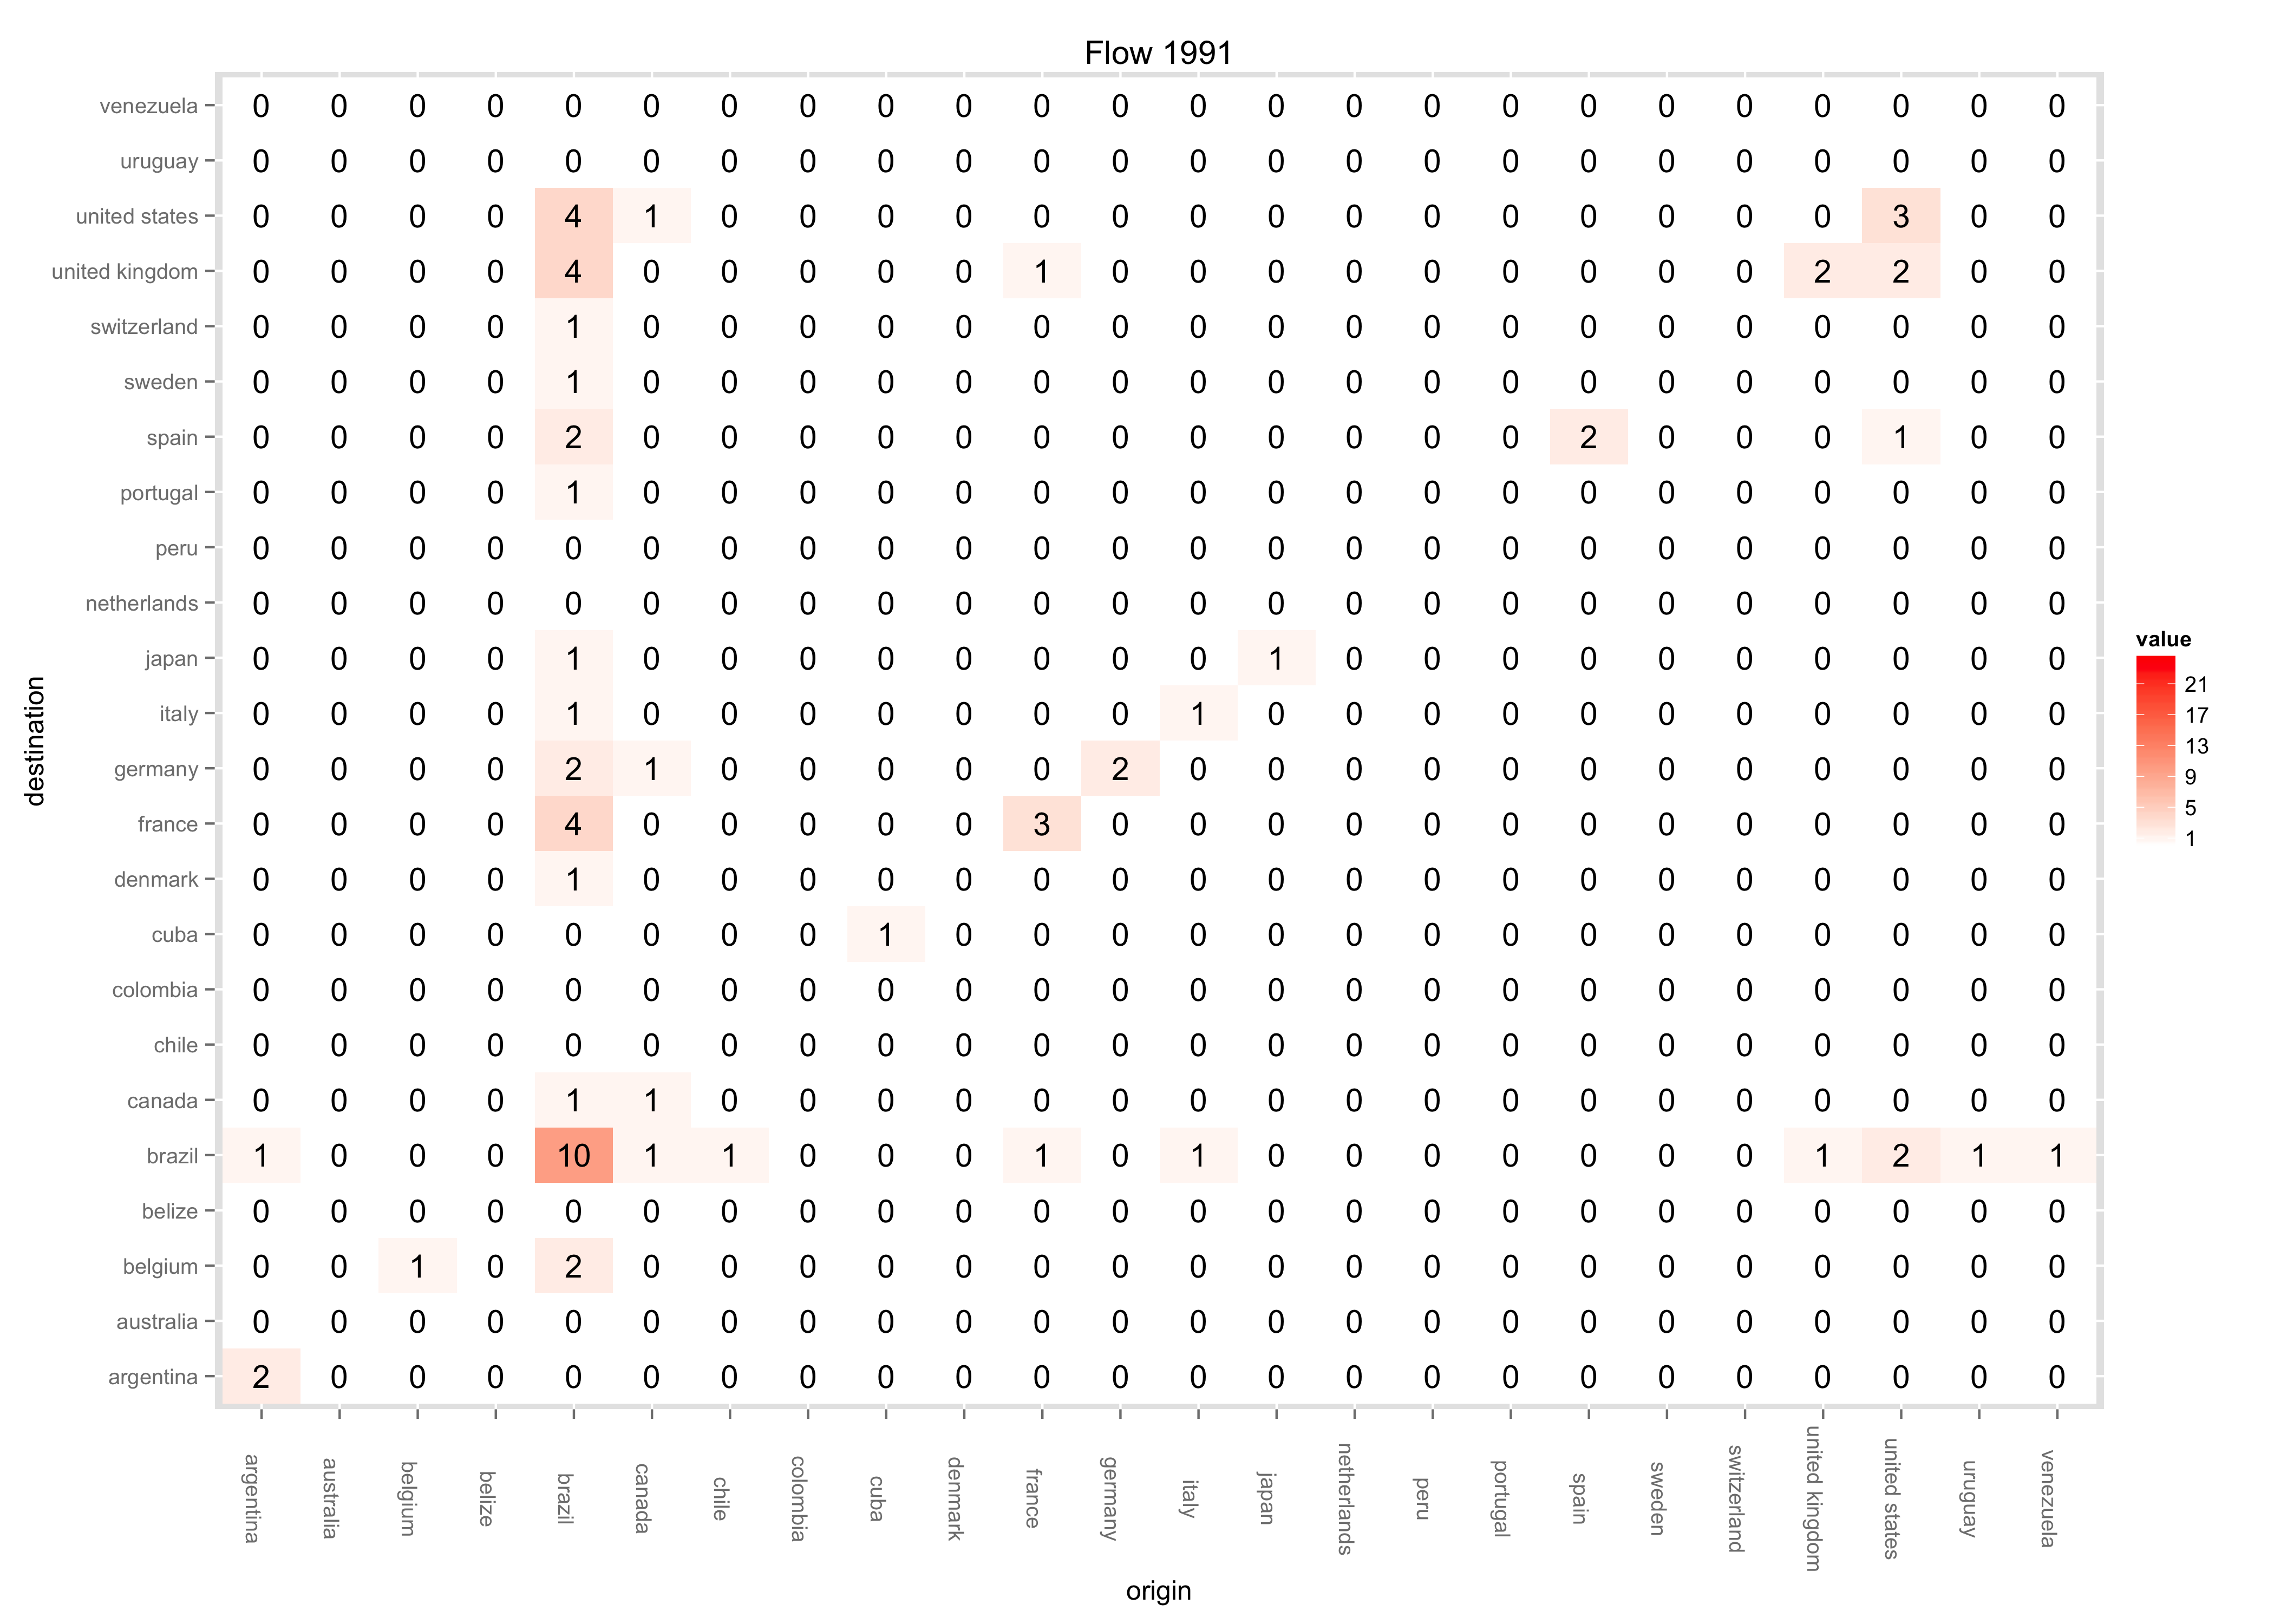 Flow 1991
venezuela 0 0 0 0 0 0 0 0 0 0 0 0 0 0 0 0 0 0 0 0 0 0 0 0
uruguay 0 0 0 0 0 0 0 0 0 0 0 0 0 0 0 0 0 0 0 0 0 0 0 0
united states 0 0 0 0 4 1 0 0 0 0 0 0 0 0 0 0 0 0 0 0 0 3 0 0
united kingdom 0 0 0 0 4 0 0 0 0 0 1 0 0 0 0 0 0 0 0 0 2 2 0 0
switzerland 0 0 0 0 1 0 0 0 0 0 0 0 0 0 0 0 0 0 0 0 0 0 0 0
sweden 0 0 0 0 1 0 0 0 0 0 0 0 0 0 0 0 0 0 0 0 0 0 0 0
spain 0 0 0 0 2 0 0 0 0 0 0 0 0 0 0 0 0 2 0 0 0 1 0 0
portugal 0 0 0 0 1 0 0 0 0 0 0 0 0 0 0 0 0 0 0 0 0 0 0 0
peru 0 0 0 0 0 0 0 0 0 0 0 0 0 0 0 0 0 0 0 0 0 0 0 0
netherlands 0 0 0 0 0 0 0 0 0 0 0 0 0 0 0 0 0 0 0 0 0 0 0 0
japan 0 0 0 0 1 0 0 0 0 0 0 0 0 1 0 0 0 0 0 0 0 0 0 0
italy 0 0 0 0 1 0 0 0 0 0 0 0 1 0 0 0 0 0 0 0 0 0 0 0
germany 0 0 0 0 2 1 0 0 0 0 0 2 0 0 0 0 0 0 0 0 0 0 0 0
france 0 0 0 0 4 0 0 0 0 0 3 0 0 0 0 0 0 0 0 0 0 0 0 0
denmark 0 0 0 0 1 0 0 0 0 0 0 0 0 0 0 0 0 0 0 0 0 0 0 0
cuba 0 0 0 0 0 0 0 0 1 0 0 0 0 0 0 0 0 0 0 0 0 0 0 0
colombia 0 0 0 0 0 0 0 0 0 0 0 0 0 0 0 0 0 0 0 0 0 0 0 0
chile 0 0 0 0 0 0 0 0 0 0 0 0 0 0 0 0 0 0 0 0 0 0 0 0
canada 0 0 0 0 1 1 0 0 0 0 0 0 0 0 0 0 0 0 0 0 0 0 0 0
brazil 1 0 0 0 10 1 1 0 0 0 1 0 1 0 0 0 0 0 0 0 1 2 1 1
belize 0 0 0 0 0 0 0 0 0 0 0 0 0 0 0 0 0 0 0 0 0 0 0 0
belgium 0 0 1 0 2 0 0 0 0 0 0 0 0 0 0 0 0 0 0 0 0 0 0 0
australia 0 0 0 0 0 0 0 0 0 0 0 0 0 0 0 0 0 0 0 0 0 0 0 0
argentina 2 0 0 0 0 0 0 0 0 0 0 0 0 0 0 0 0 0 0 0 0 0 0 0
destination
argentina
australia
belgium
belize
brazil
canada
chile
colombia
cuba
denmark
france
germany
italy
japan
netherlands
peru
portugal
spain
sweden
switzerland
united kingdom
united states
uruguay
venezuela
origin
value
21
17
13
9
5
1